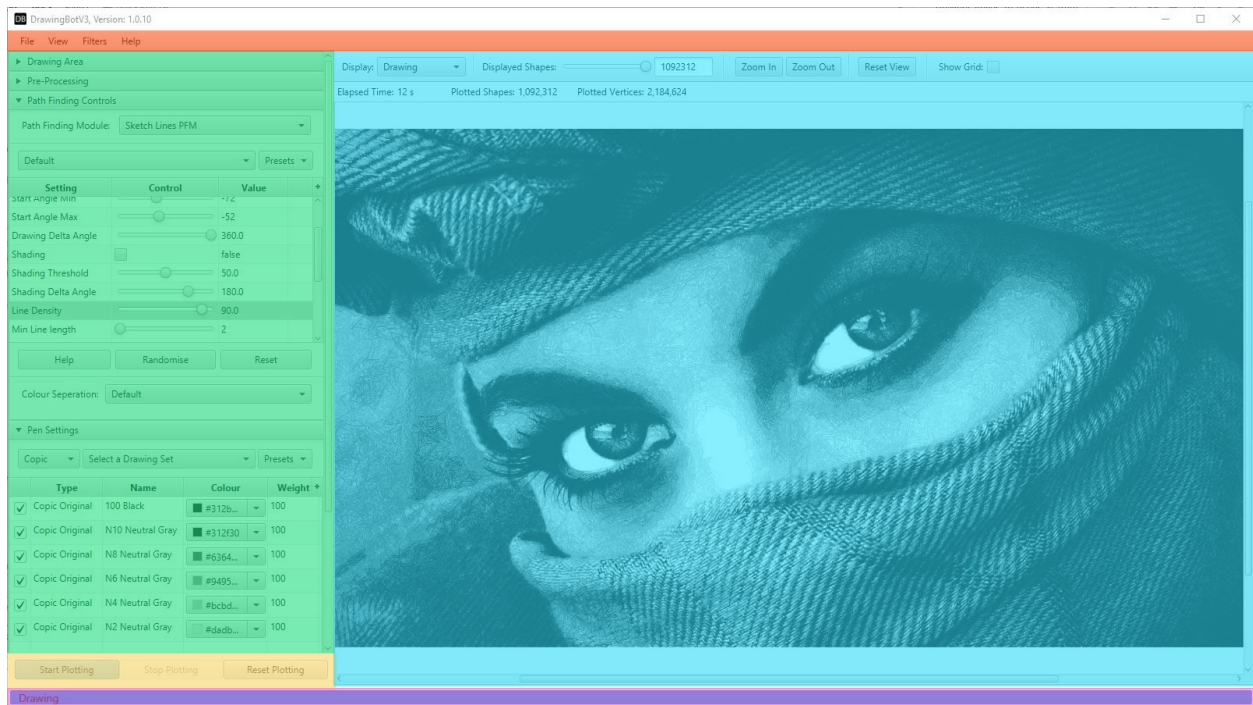 DB DrawingBotV3, Version: 1.0.10
File View Filters Help
Drawing Area
Pre-Processing
Path Finding Controls
Path Finding Module: Sketch Lines PFM
Default Presets
Setting Control Value +
Start Angle Min -72
Start Angle Max -52
Drawing Delta Angle 360.0
Shading false
Shading Threshold 50.0
Shading Delta Angle 180.0
Line Density 90.0
Min Line length 2
Help Randomise Reset
Colour Seperation: Default
Pen Settings
Copic Select a Drawing Set Presets
Type Name Colour Weight +
Copic Original 100 Black #312b... 100
Copic Original N10 Neutral Gray #312f30 100
Copic Original N8 Neutral Gray #6364... 100
Copic Original N6 Neutral Gray #9495... 100
Copic Original N4 Neutral Gray #bcbd... 100
Copic Original N2 Neutral Gray #dadb... 100
Start Plotting Stop Plotting Reset Plotting
Display: Drawing Displayed Shapes: 1092312 Zoom In Zoom Out Reset View Show Grid:
Elapsed Time: 12 s Plotted Shapes: 1,092,312 Plotted Vertices: 2,184,624
Drawing